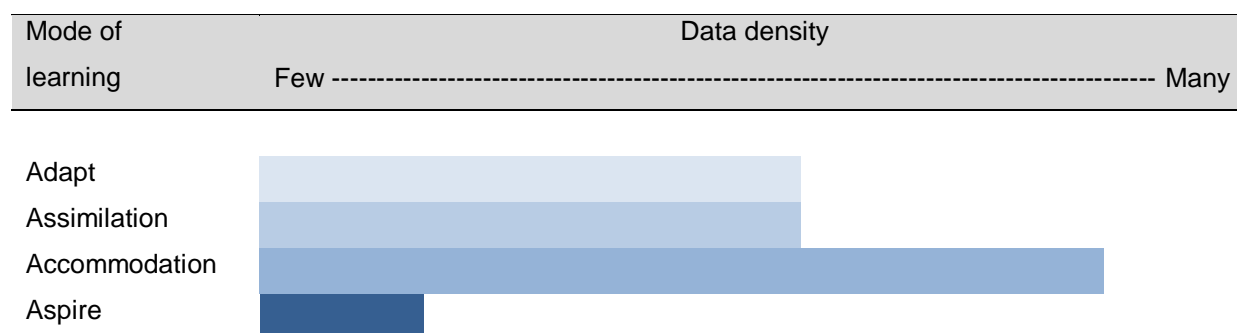 Mode of
learning
Data density
Few -------------------------------------------------------------------------------------------- Many
Adapt
Assimilation
Accommodation
Aspire